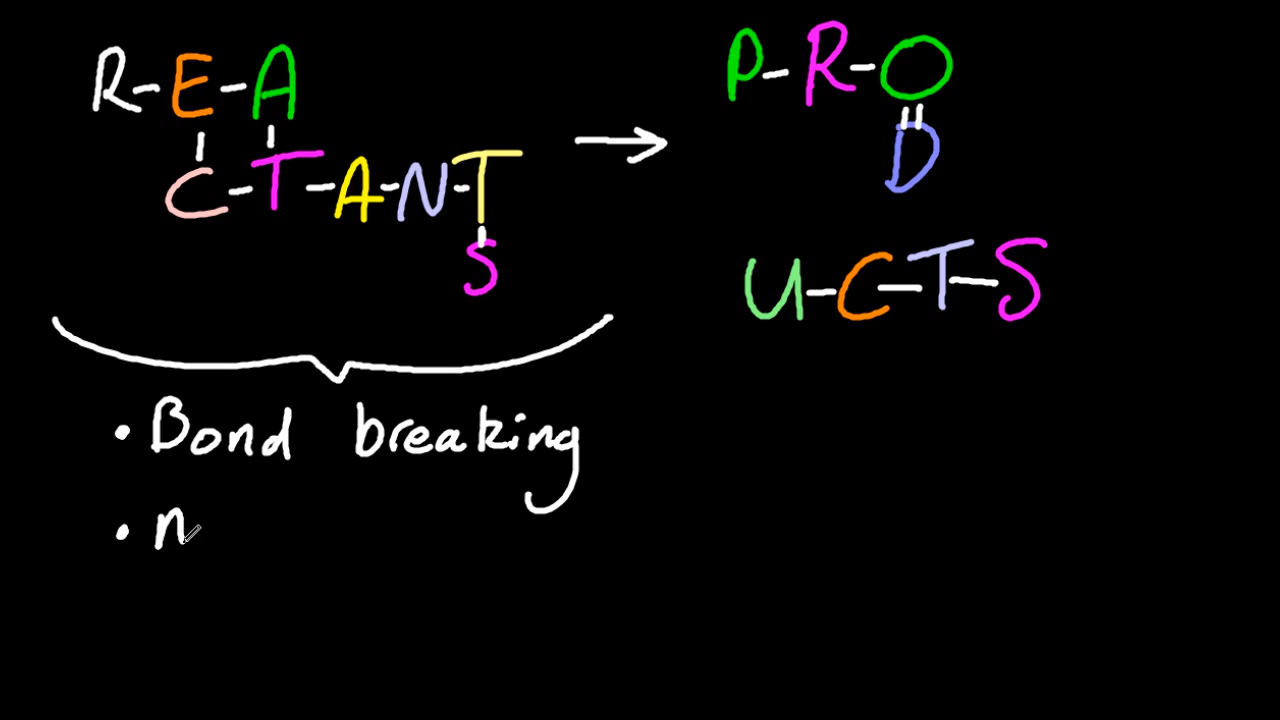 R-E-A
C-T-A-N-T
S
P-R-O
D
U-C-T-S
• Bond breaking
• n